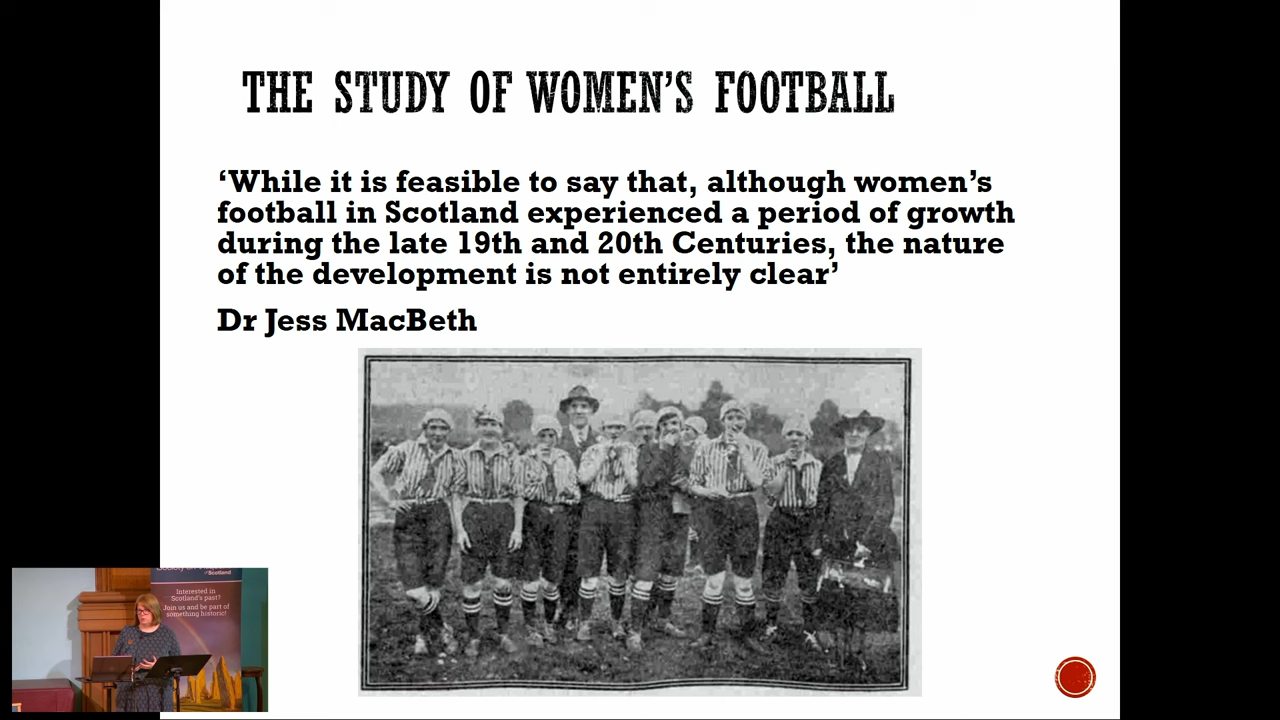 THE STUDY OF WOMEN'S FOOTBALL
‘While it is feasible to say that, although women's
football in Scotland experienced a period of growth
during the late 19th and 20th Centuries, the nature
of the development is not entirely clear’
Dr Jess MacBeth
of Scotland
Interested in
Scotland's past?
Join us and be part of
something historic!